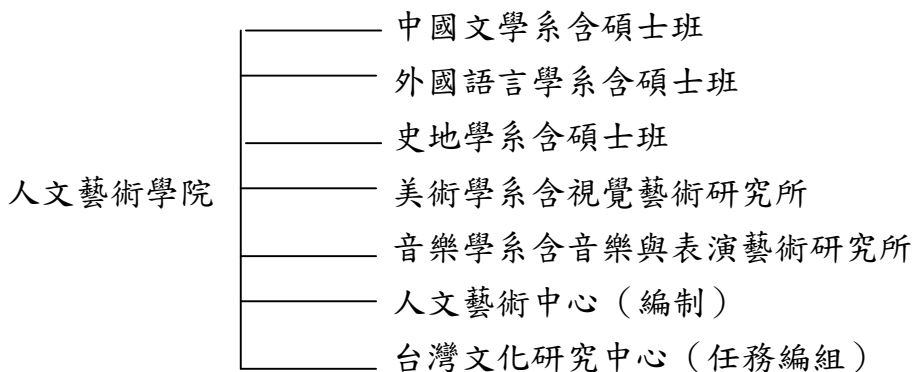 中國文學系含碩士班
外國語言學系含碩士班
史地學系含碩士班
人文藝術學院
美術學系含視覺藝術研究所
音樂學系含音樂與表演藝術研究所
人文藝術中心（編制）
台灣文化研究中心（任務編組）